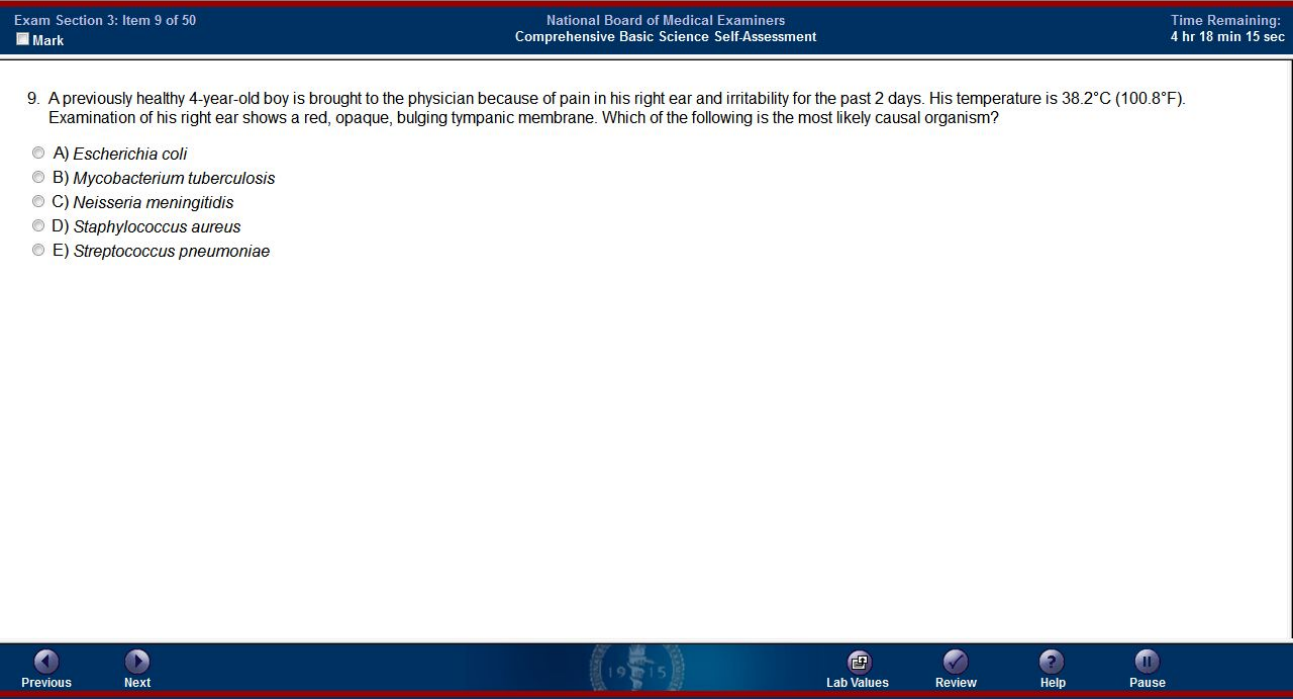 Exam Section 3: Item 9 of 50
National Board of Medical Examiners
Time Remaining:
Mark
Comprehensive Basic Science Self-Assessment
4 hr 18 min 15 sec
9. A previously healthy 4-year-old boy is brought to the physician because of pain in his right ear and irritability for the past 2 days. His temperature is 38.2°C (100.8°F).
Examination of his right ear shows a red, opaque, bulging tympanic membrane. Which of the following is the most likely causal organism?
A) Escherichia coli
B) Mycobacterium tuberculosis
C) Neisseria meningitidis
D) Staphylococcus aureus
E) Streptococcus pneumoniae
1915
Previous
Next
Lab Values
Review
Help
Pause